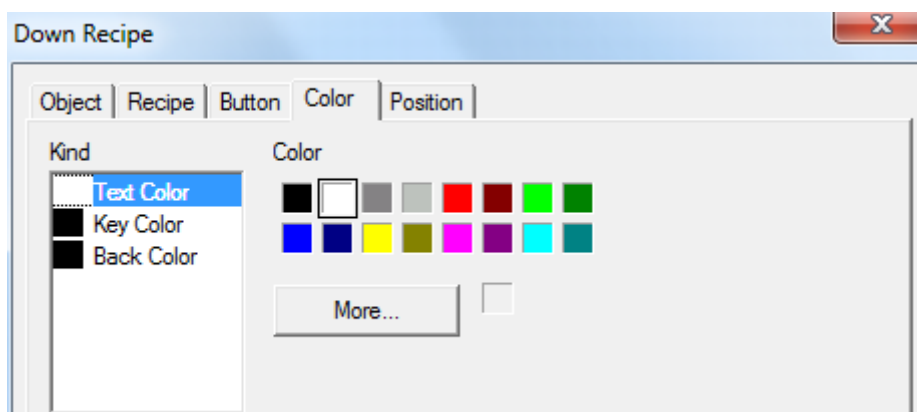 Down Recipe
Object Recipe Button Color Position
Kind Color
Text Color
Key Color
Back Color
More...